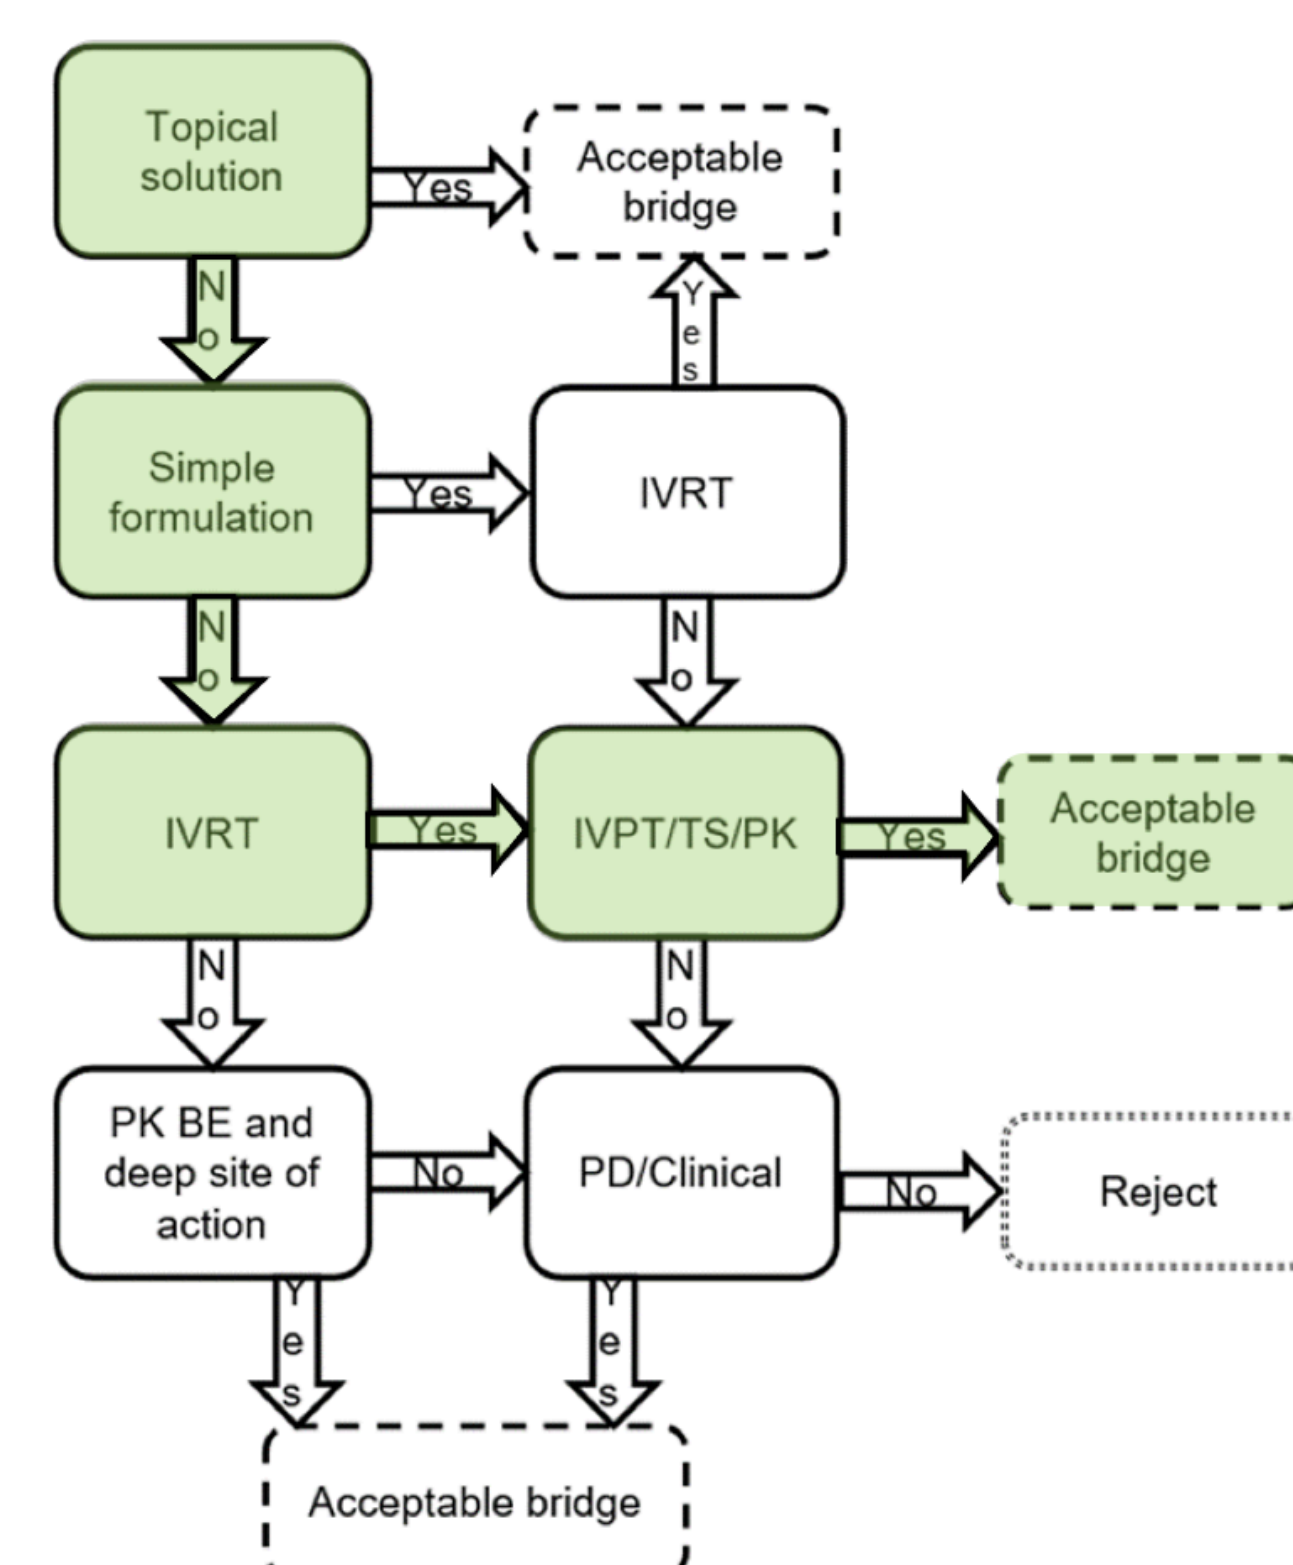 Topical
solution
Yes
Acceptable
bridge
No
Yes
Simple
formulation
Yes
IVRT
No
No
IVRT
Yes
IVPT/TS/PK
Yes
Acceptable
bridge
No
No
PK BE and
deep site of
action
No
PD/Clinical
No
Reject
Yes
Yes
Acceptable bridge